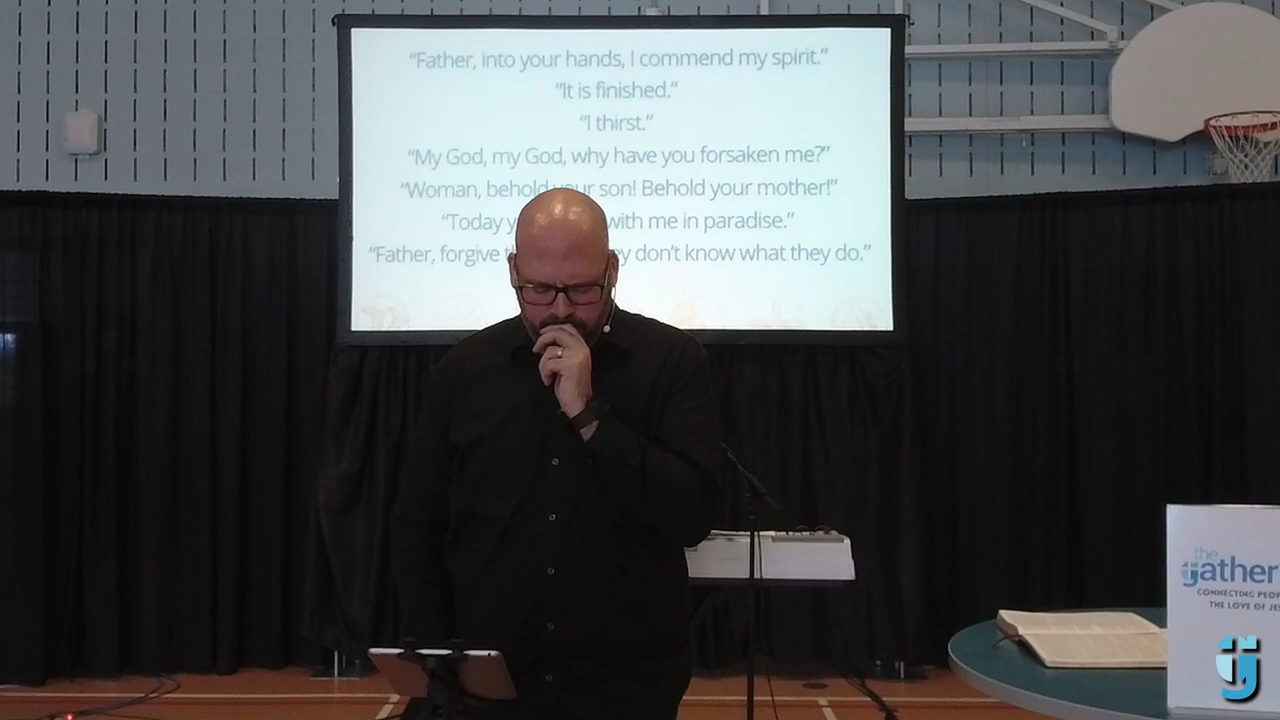 “Father, into your hands, I commend my spirit.”
“It is finished.”
“I thirst.”
“My God, my God, why have you forsaken me?”
“Woman, behold your son! Behold your mother!”
“Today with me in paradise.”
“Father, forgive don’t know what they do.”
the
gather
CONNECTING
THE LOVE OF